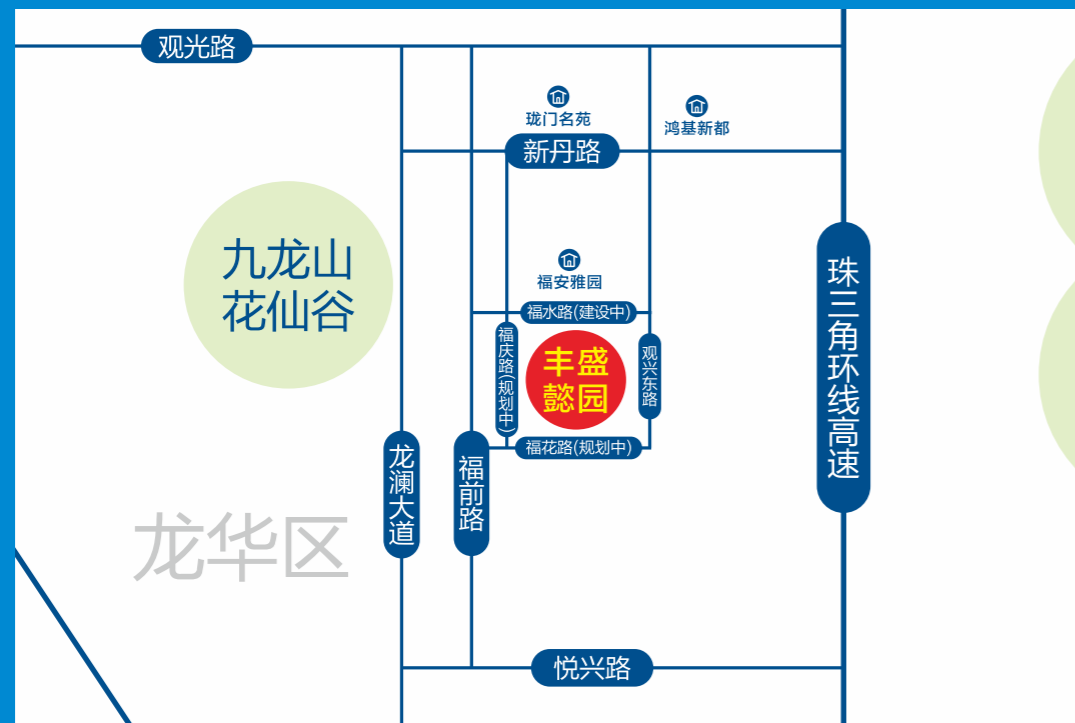 观光路
珑门名苑
鸿基新都
新丹路
九龙山
花仙谷
福安雅园
福水路(建设中)
福庆路(规划中)
丰盛
懿园
观兴东路
珠三角环线高速
福花路(规划中)
龙澜大道
福前路
龙华区
悦兴路